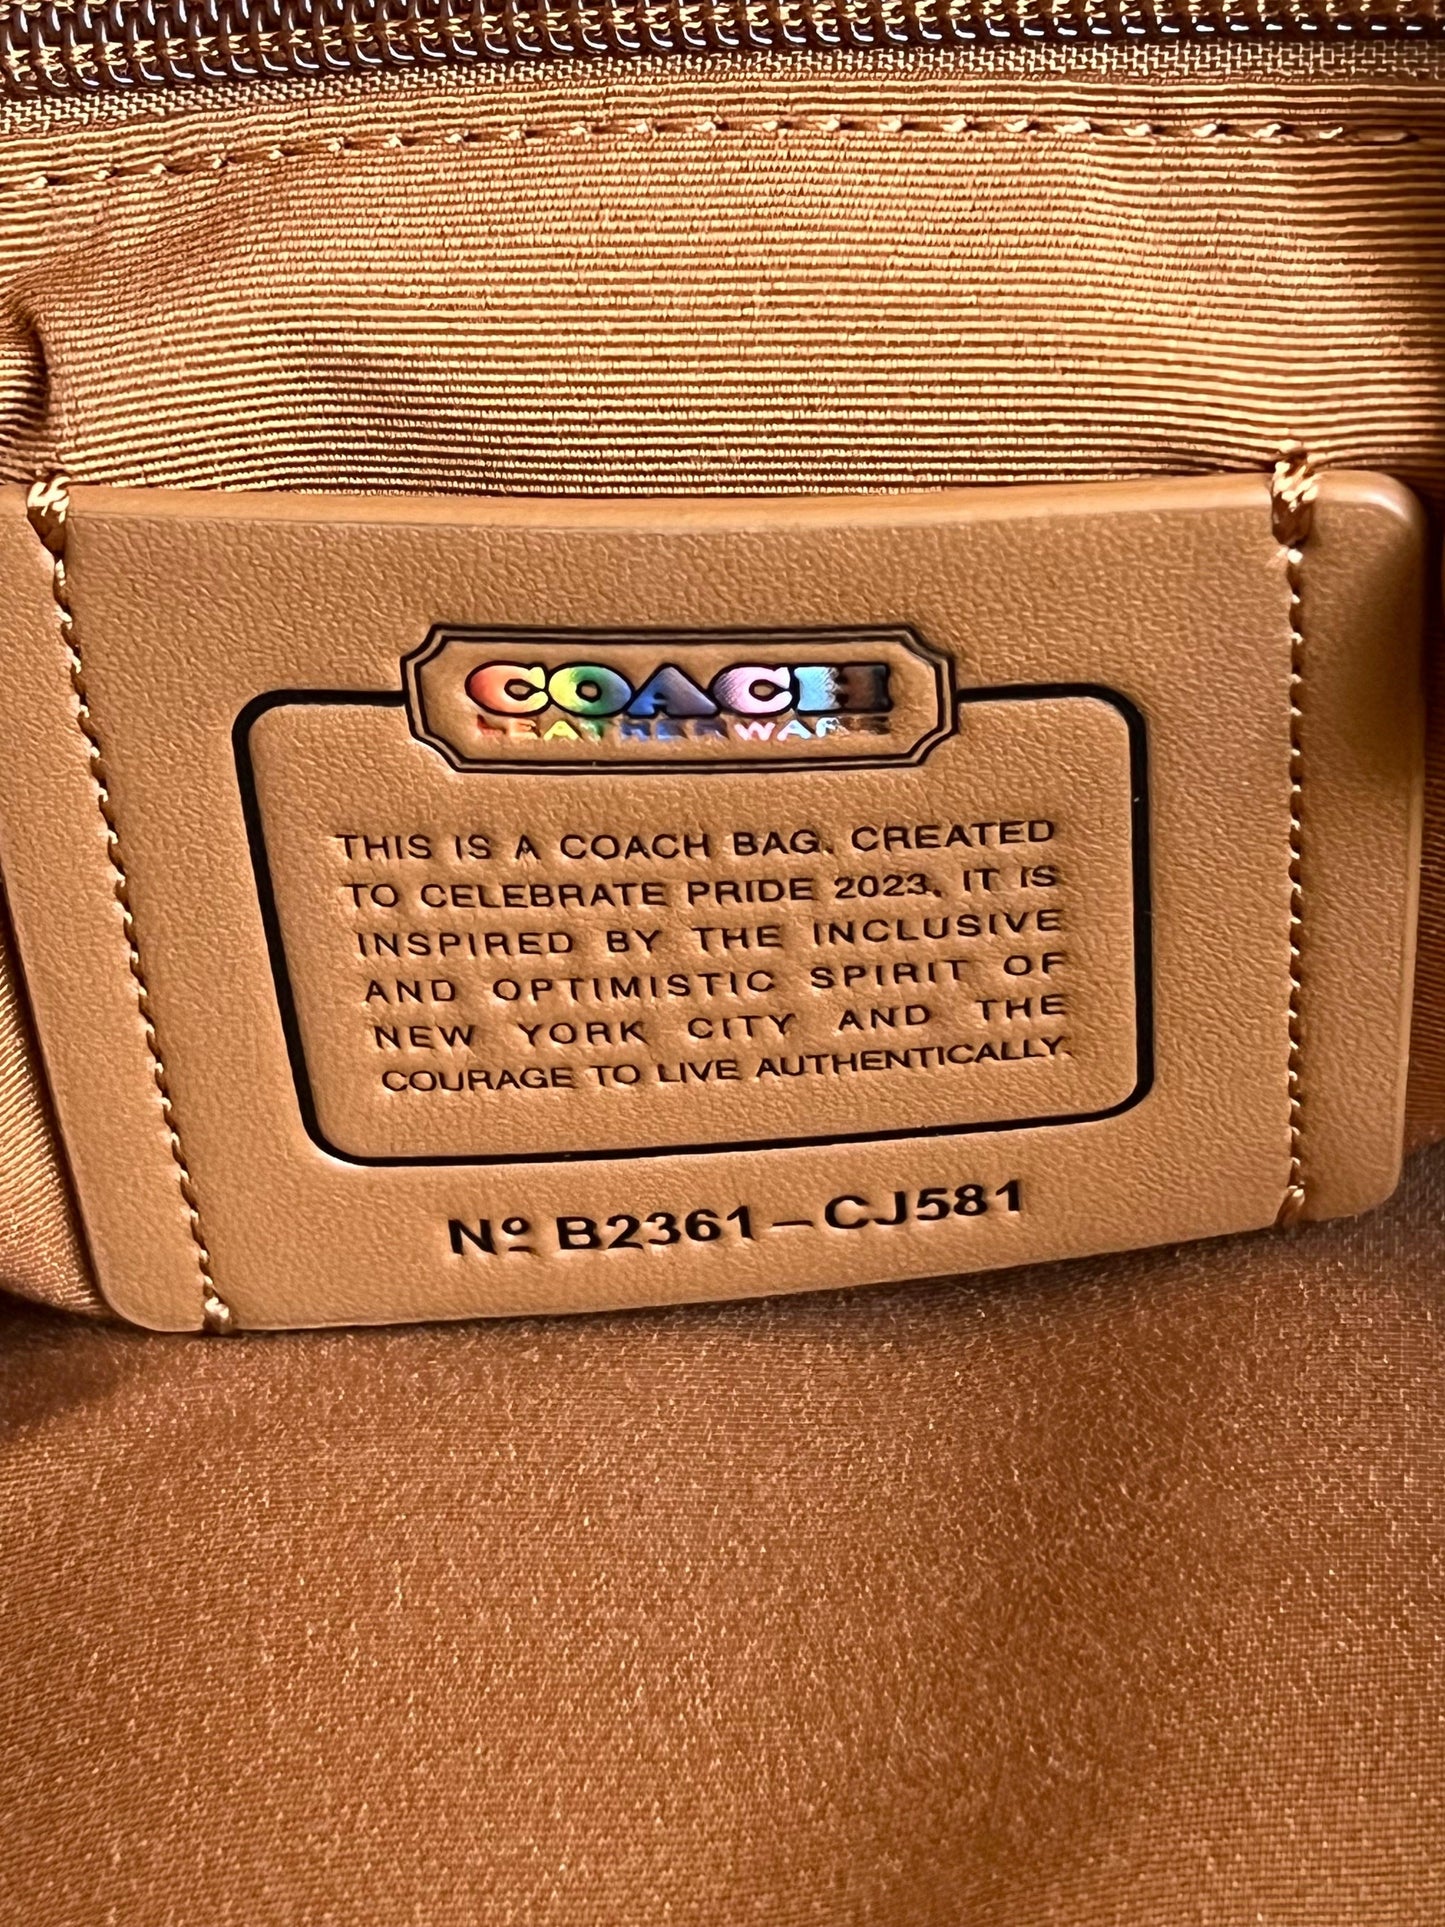 COACH
LEATHERWARE
THIS IS A COACH BAG. CREATED
TO CELEBRATE PRIDE 2023, IT IS
INSPIRED BY THE INCLUSIVE
AND OPTIMISTIC SPIRIT OF
NEW YORK CITY AND THE
COURAGE TO LIVE AUTHENTICALLY.
Nº B2361-CJ581